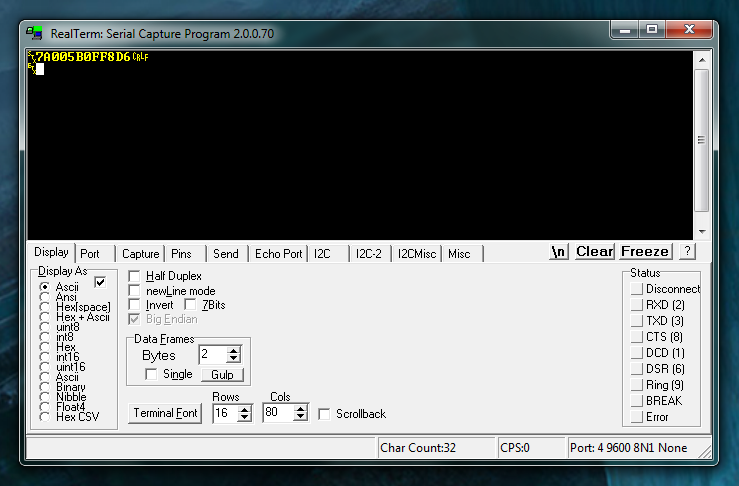 RealTerm: Serial Capture Program 2.0.0.70
7A005B0FF8D6 CR LF
Display Port Capture Pins Send Echo Port I2C I2C-2 I2CMisc Misc \n Clear Freeze ?
Display As
Ascii
Ansi
Hex[space]
Hex + Ascii
uint8
int8
Hex
int16
uint16
Ascii
Binary
Nibble
Float4
Hex CSV
Half Duplex
newLine mode
Invert 7Bits
Big Endian
Data Frames
Bytes 2
Single Gulp
Rows Cols
Terminal Font 16 80 Scrollback
Status
Disconnect
RXD (2)
TXD (3)
CTS (8)
DCD (1)
DSR (6)
Ring (9)
BREAK
Error
Char Count:32 CPS:0 Port: 4 9600 8N1 None